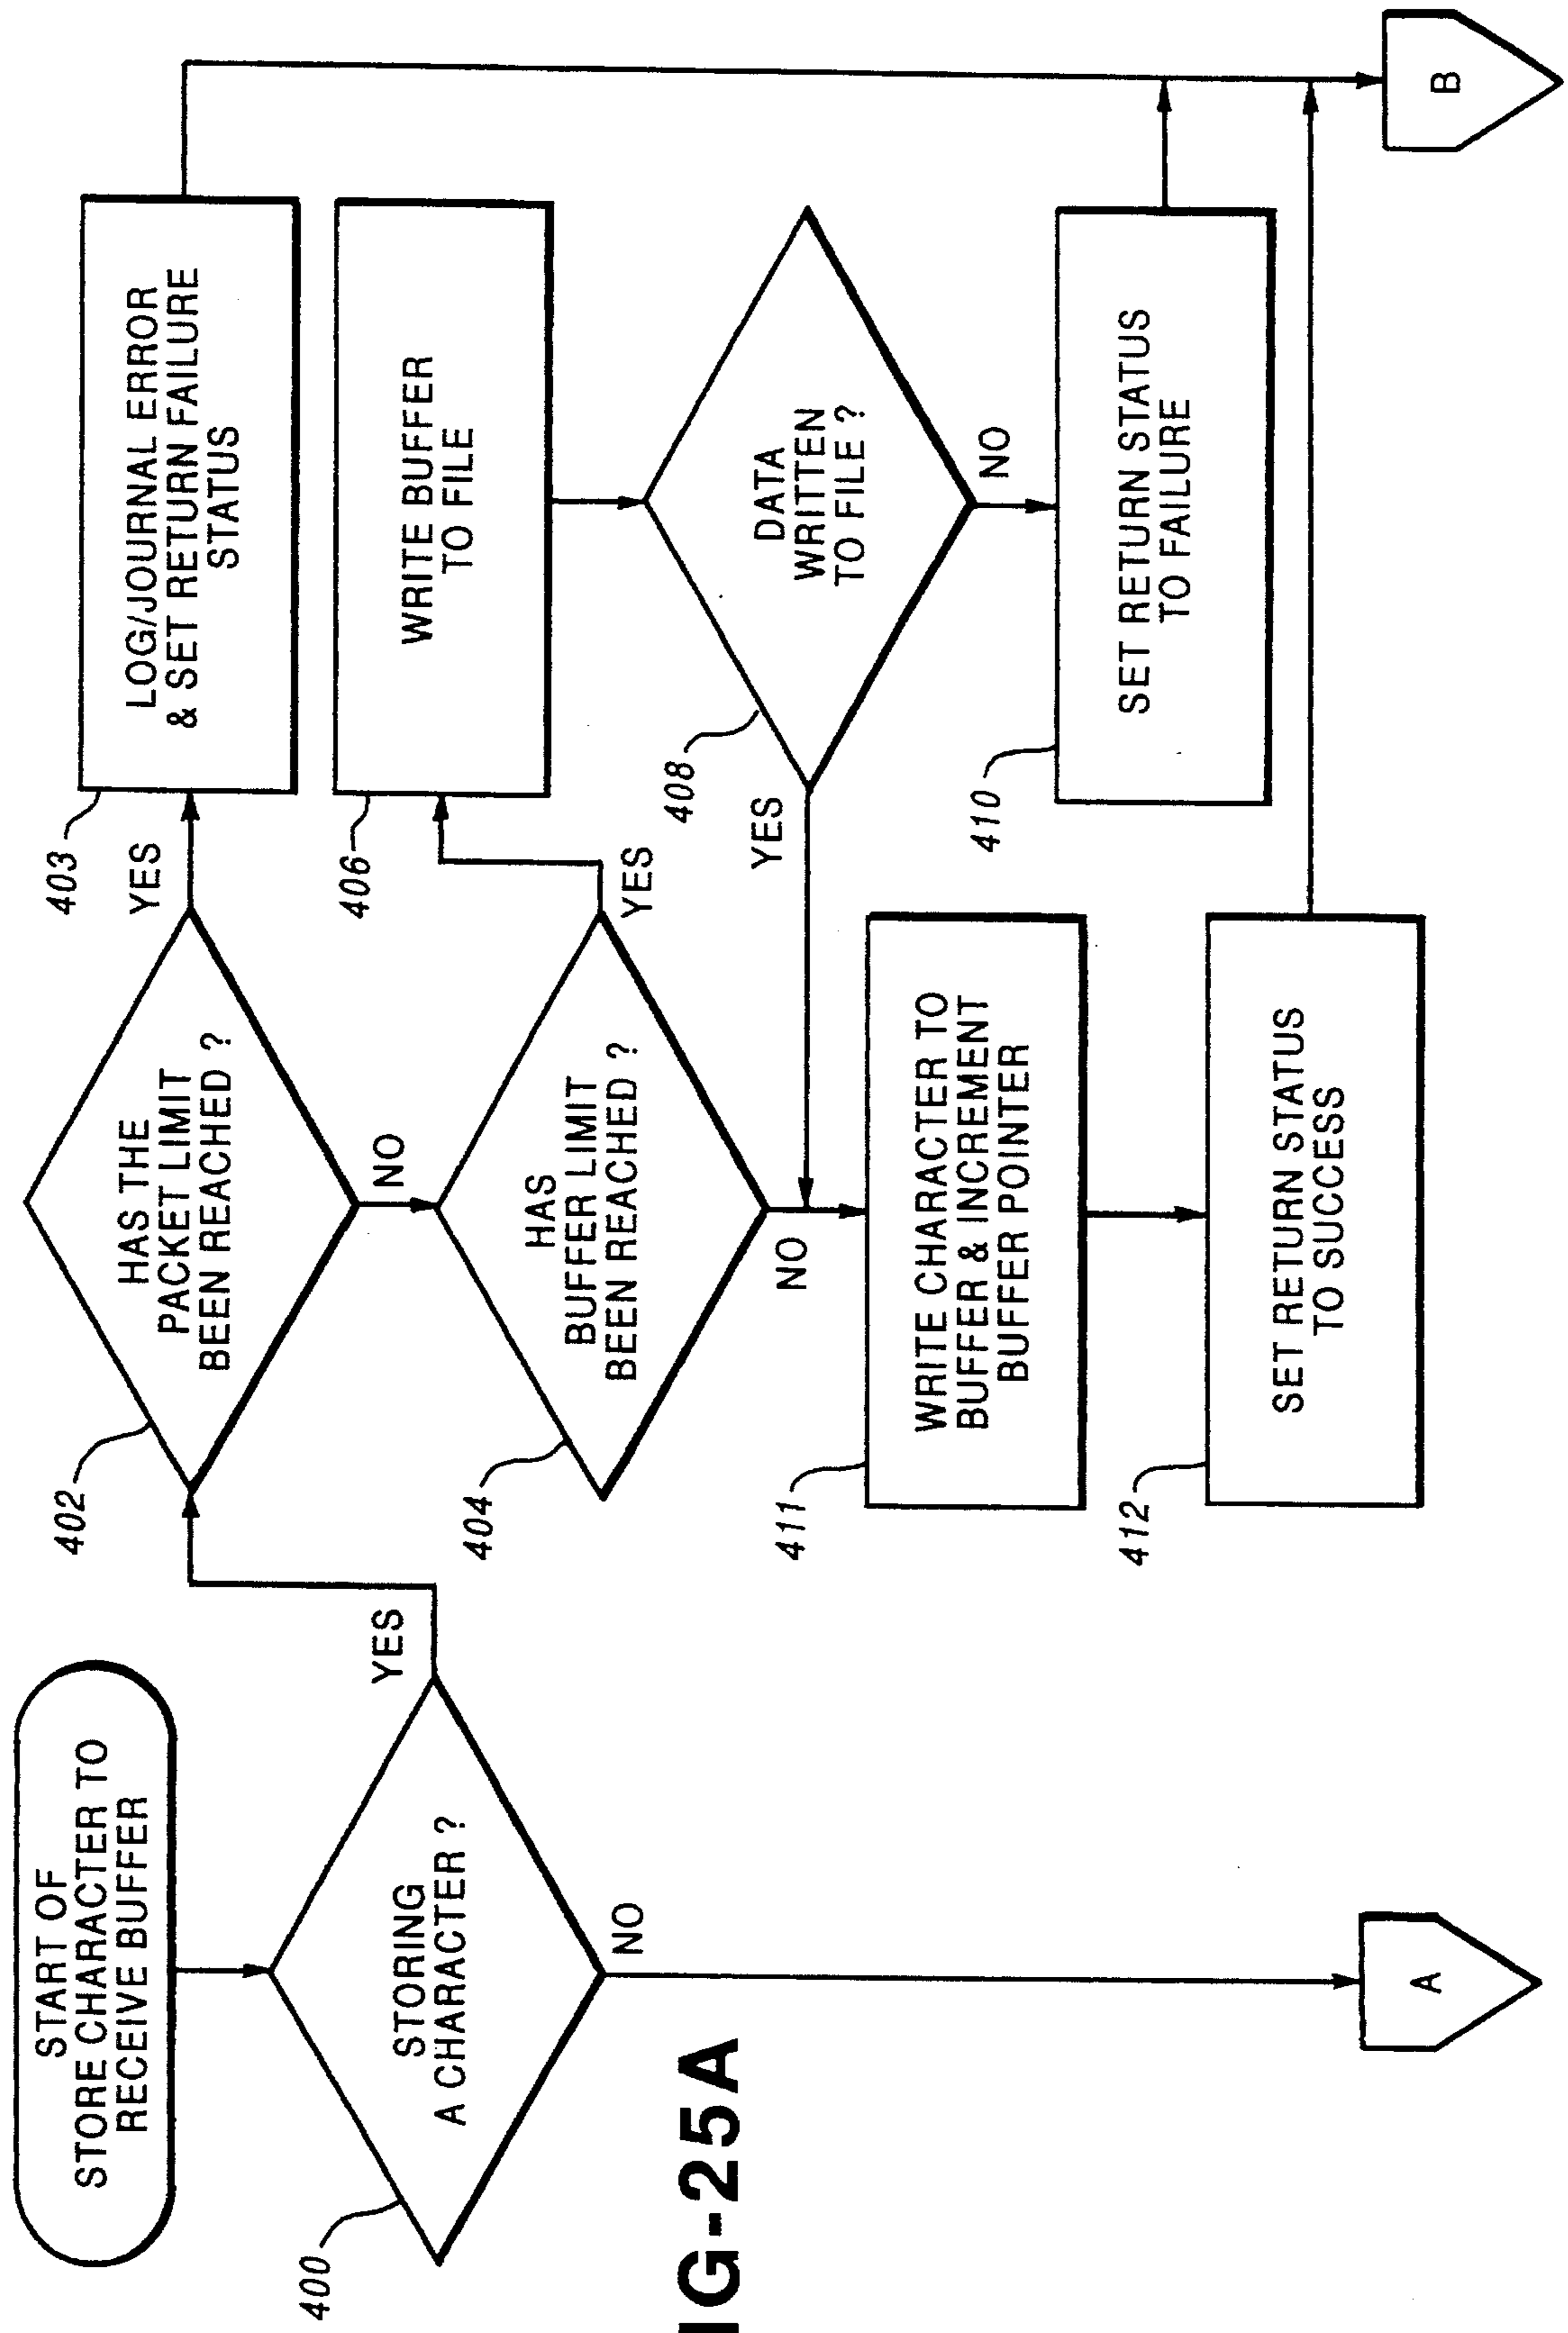 START OF
STORE CHARACTER TO
RECEIVE BUFFER
400
STORING
A CHARACTER ?
YES
NO
A
402
HAS THE
PACKET LIMIT
BEEN REACHED ?
YES
NO
403
LOG/JOURNAL ERROR
& SET RETURN FAILURE
STATUS
404
HAS
BUFFER LIMIT
BEEN REACHED ?
YES
NO
406
WRITE BUFFER
TO FILE
408
DATA
WRITTEN
TO FILE ?
YES
NO
410
SET RETURN STATUS
TO FAILURE
411
WRITE CHARACTER TO
BUFFER & INCREMENT
BUFFER POINTER
412
SET RETURN STATUS
TO SUCCESS
B
IG-25A